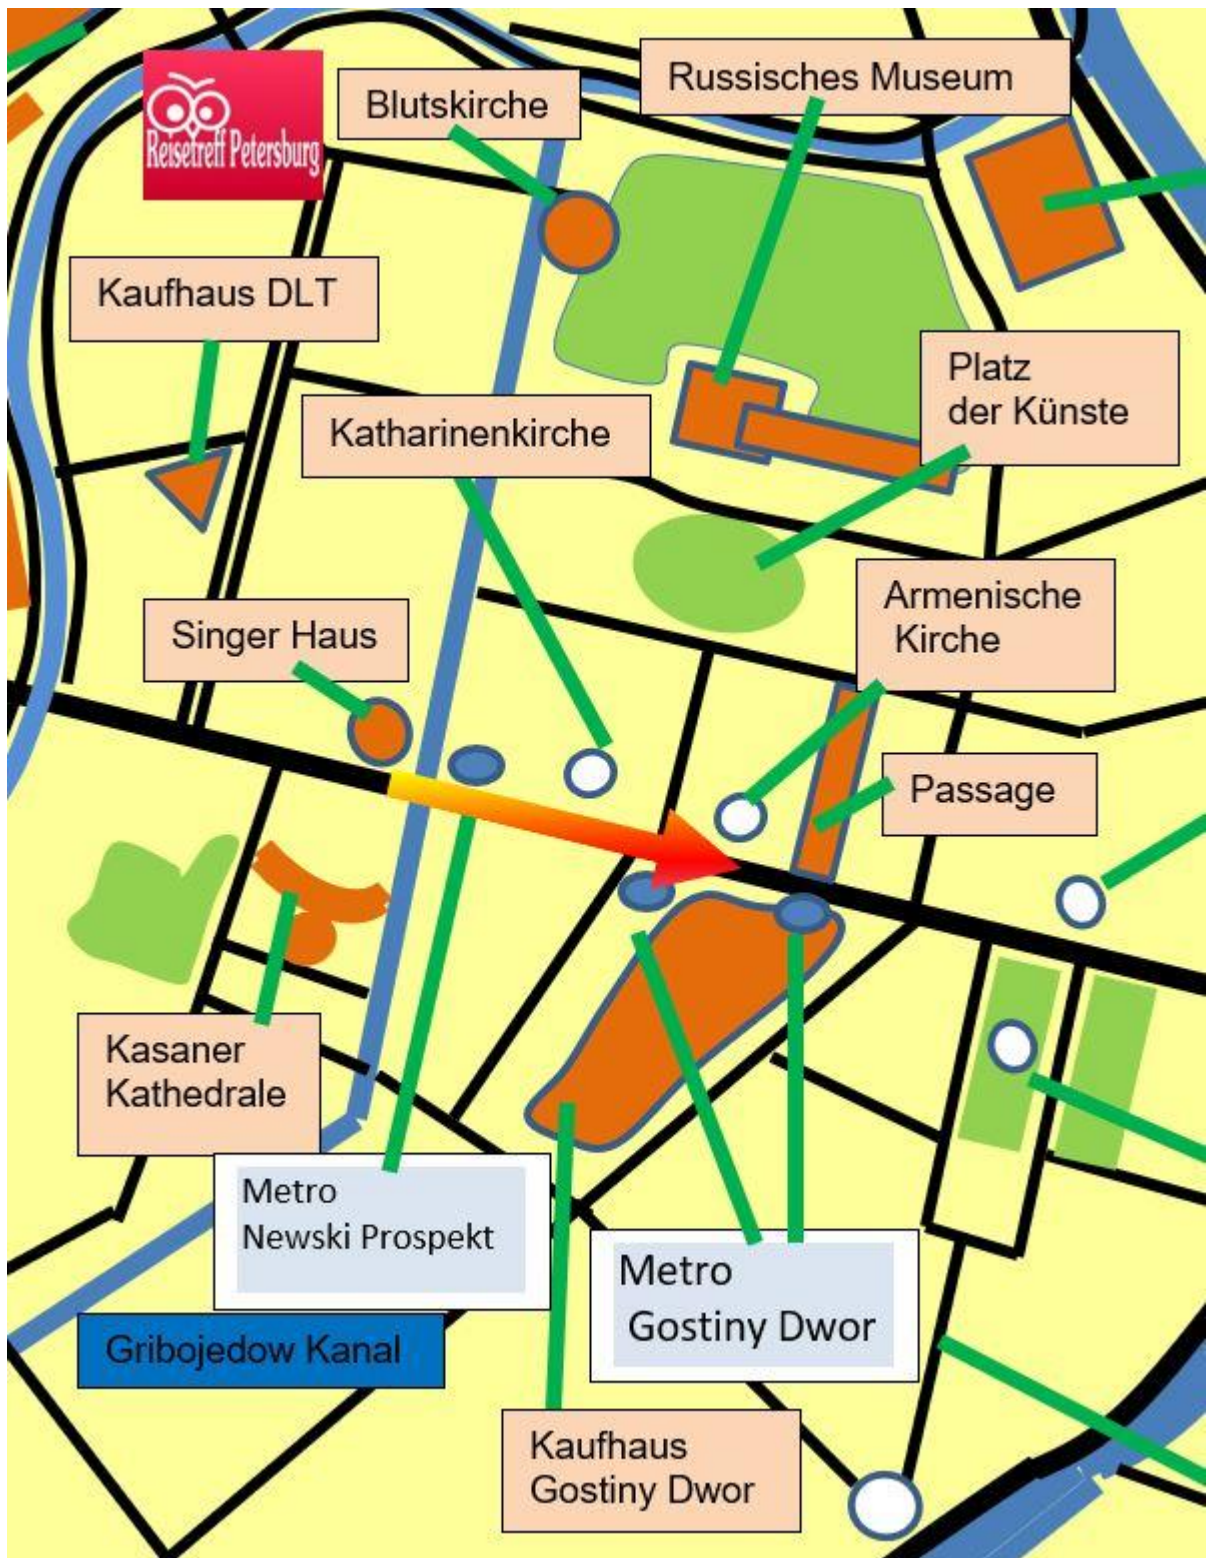 Russisches Museum
Blutskirche
Reisetreff Petersburg
Kaufhaus DLT
Platz
der Künste
Katharinenkirche
Armenische
Kirche
Singer Haus
Passage
Kasaner
Kathedrale
Metro
Newski Prospekt
Metro
Gostiny Dwor
Gribojedow Kanal
Kaufhaus
Gostiny Dwor